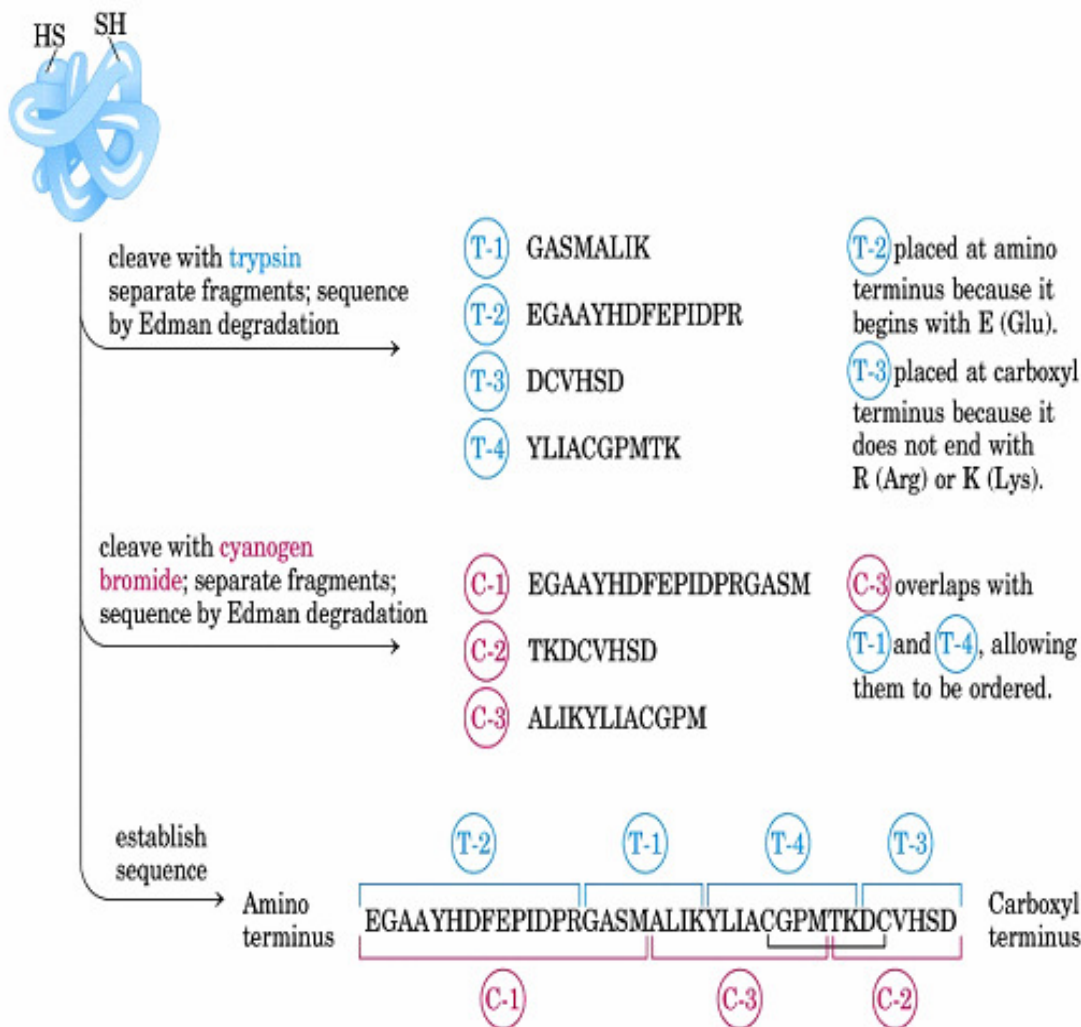 HS SH
cleave with trypsin
separate fragments; sequence
by Edman degradation
T-1 GASMALIK
T-2 EGAAYHDFEPIDPR
T-3 DCVHSD
T-4 YLIACGPMTK
T-2 placed at amino
terminus because it
begins with E (Glu).
T-3 placed at carboxyl
terminus because it
does not end with
R (Arg) or K (Lys).
cleave with cyanogen
bromide; separate fragments;
sequence by Edman degradation
C-1 EGAAYHDFEPIDPRGASM
C-2 TKDCVHSD
C-3 ALIKYLIACGPM
C-3 overlaps with
T-1 and T-4, allowing
them to be ordered.
establish
sequence
T-2 T-1 T-4 T-3
Amino
terminus
EGAAYHDFEPIDPRGASMALIKYLIACGPMTKDCVHSD
Carboxyl
terminus
C-1 C-3 C-2